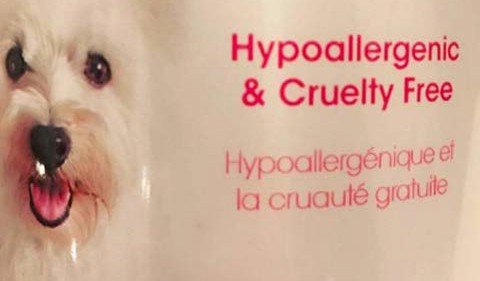 Hypoallergenic
& Cruelty Free
Hypoallergénique et
la cruauté gratuite